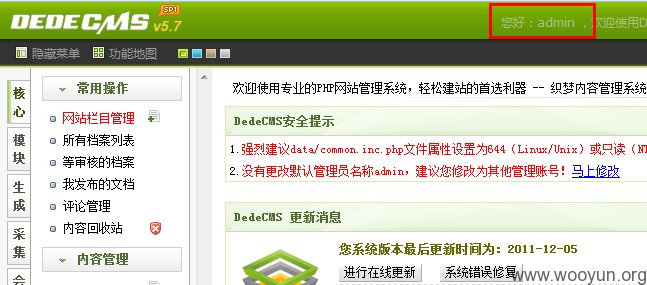 DEDECMS SP1 v5.7
您好：admin ，欢迎使用D
隐藏菜单 功能地图
核心
模块
生成
采集
会
常用操作
网站栏目管理
所有档案列表
等审核的档案
我发布的文档
评论管理
内容回收站
内容管理
欢迎使用专业的PHP网站管理系统，轻松建站的首选利器 -- 织梦内容管理系统
DedeCMS安全提示
1.强烈建议data/common.inc.php文件属性设置为644（Linux/Unix）或只读（NT
2.没有更改默认管理员名称admin，建议您修改为其他管理账号！马上修改
DedeCMS 更新消息
您系统版本最后更新时间为：2011-12-05
进行在线更新 系统错误修复
www.wooyun.org